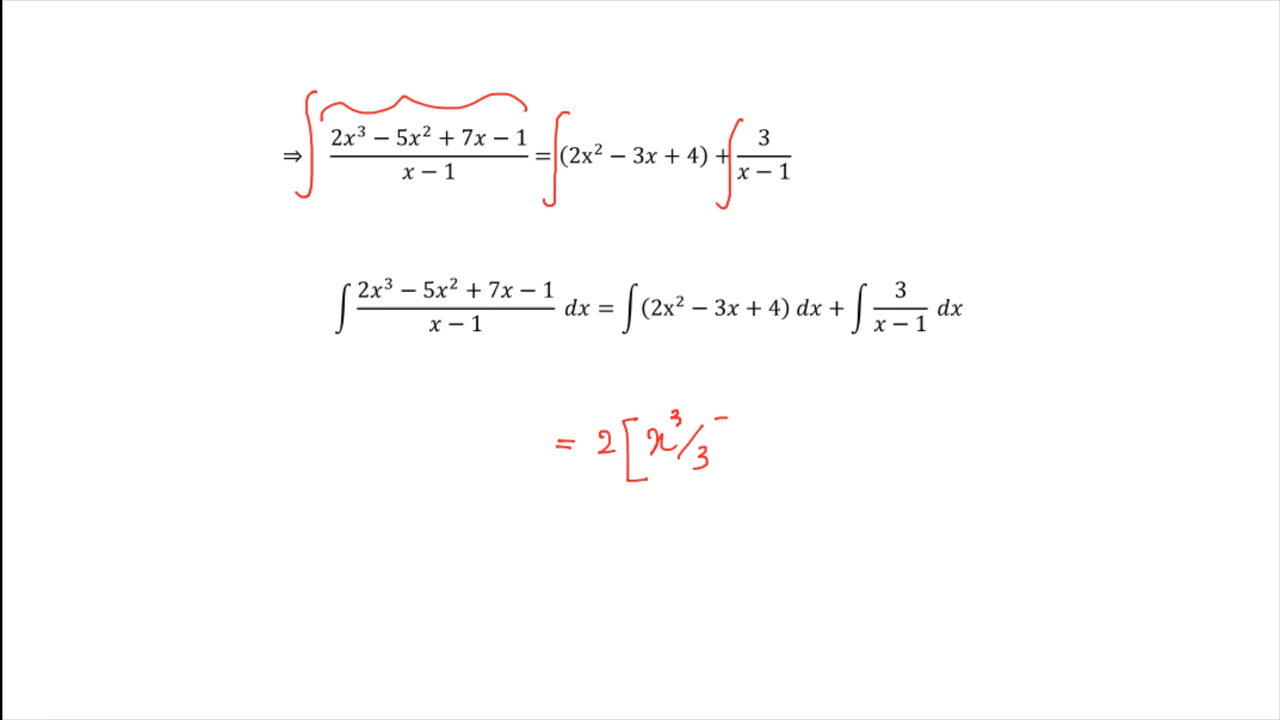 ⇒ ∫ (2x³ − 5x² + 7x − 1)/(x − 1) = ∫ (2x² − 3x + 4) + ∫ 3/(x − 1)
∫ (2x³ − 5x² + 7x − 1)/(x − 1) dx = ∫ (2x² − 3x + 4) dx + ∫ 3/(x − 1) dx
= 2[x³/3 −